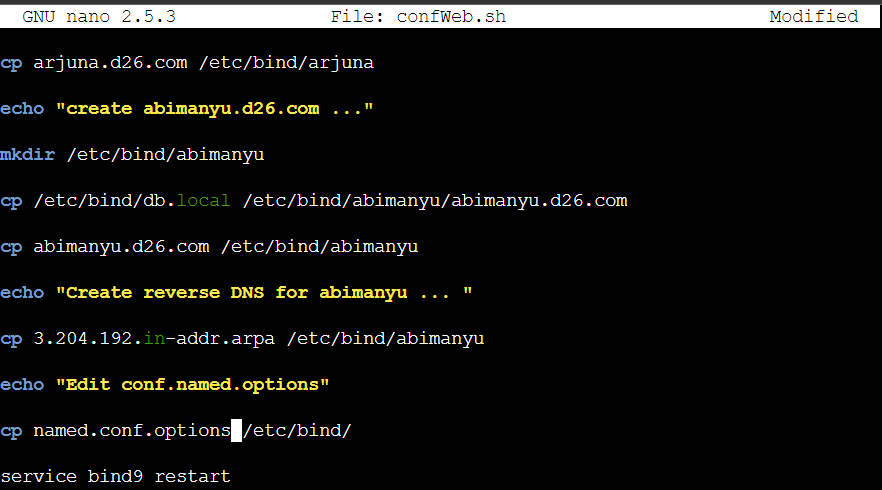 GNU nano 2.5.3 File: confWeb.sh Modified
cp arjuna.d26.com /etc/bind/arjuna
echo "create abimanyu.d26.com ..."
mkdir /etc/bind/abimanyu
cp /etc/bind/db.local /etc/bind/abimanyu/abimanyu.d26.com
cp abimanyu.d26.com /etc/bind/abimanyu
echo "Create reverse DNS for abimanyu ... "
cp 3.204.192.in-addr.arpa /etc/bind/abimanyu
echo "Edit conf.named.options"
cp named.conf.options /etc/bind/
service bind9 restart